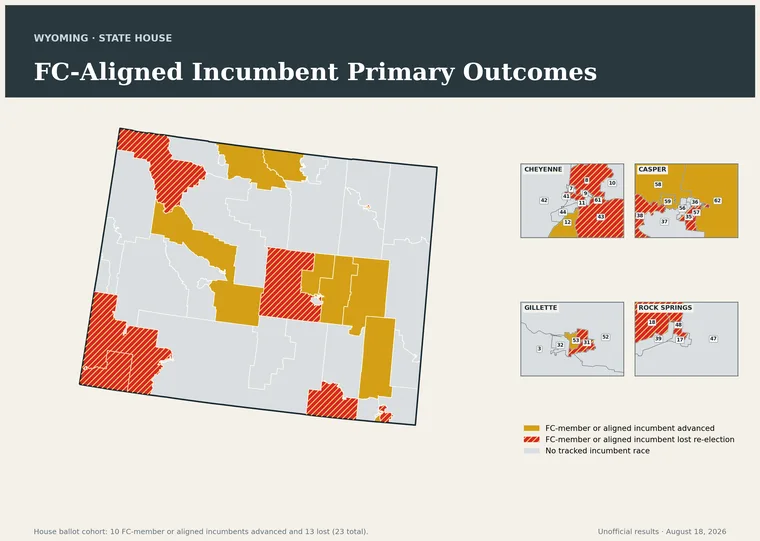 WYOMING · STATE HOUSE
FC-Aligned Incumbent Primary Outcomes
CHEYENNE
8
10
7
9
41
42
11
61
44
43
12
CASPER
58
59
36
62
56
57
38
35
37
GILLETTE
53
52
32
31
3
ROCK SPRINGS
18
48
39
17
47
FC-member or aligned incumbent advanced
FC-member or aligned incumbent lost re-election
No tracked incumbent race
House ballot cohort: 10 FC-member or aligned incumbents advanced and 13 lost (23 total).
Unofficial results · August 18, 2026